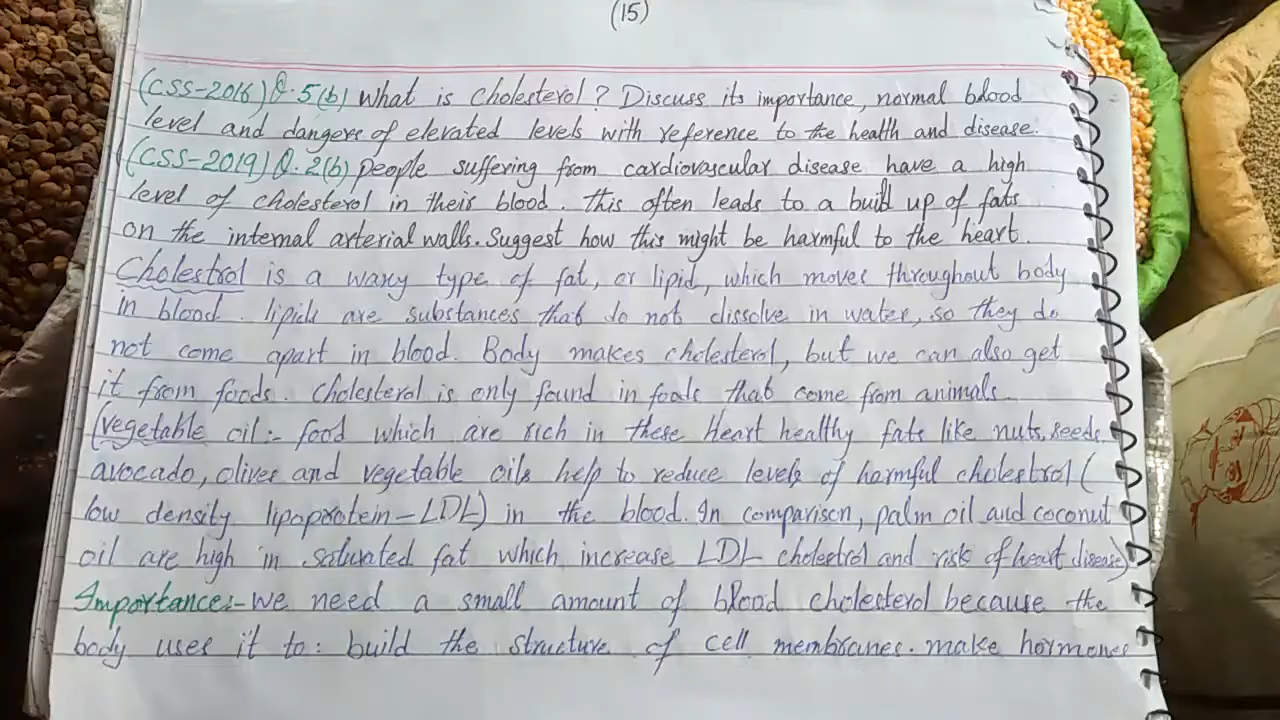 (15)
(CSS-2016) Q.5(b) What is Cholesterol? Discuss its importance, normal blood
level and dangers of elevated levels with reference to the health and disease.
(CSS-2019) Q.2(b) people suffering from cardiovascular disease have a high
level of cholesterol in their blood. This often leads to a build up of fats
on the internal arterial walls. Suggest how this might be harmful to the heart.
Cholestrol is a waxy type of fat, or lipid, which moves throughout body
in blood. lipids are substances that do not dissolve in water, so they do
not come apart in blood. Body makes cholesterol, but we can also get
it from foods. Cholesterol is only found in foods that come from animals.
(vegetable oil:- food which are rich in these Heart healthy fats like nuts, seeds,
avocado, olives and vegetable oils help to reduce levels of harmful cholestrol (
low density lipoprotein-LDL) in the blood. In comparison, palm oil and coconut
oil are high in saturated fat which increase LDL cholestrol and risk of heart disease)
Importance:- We need a small amount of blood cholesterol because the
body uses it to: build the structure of cell membranes. make hormones